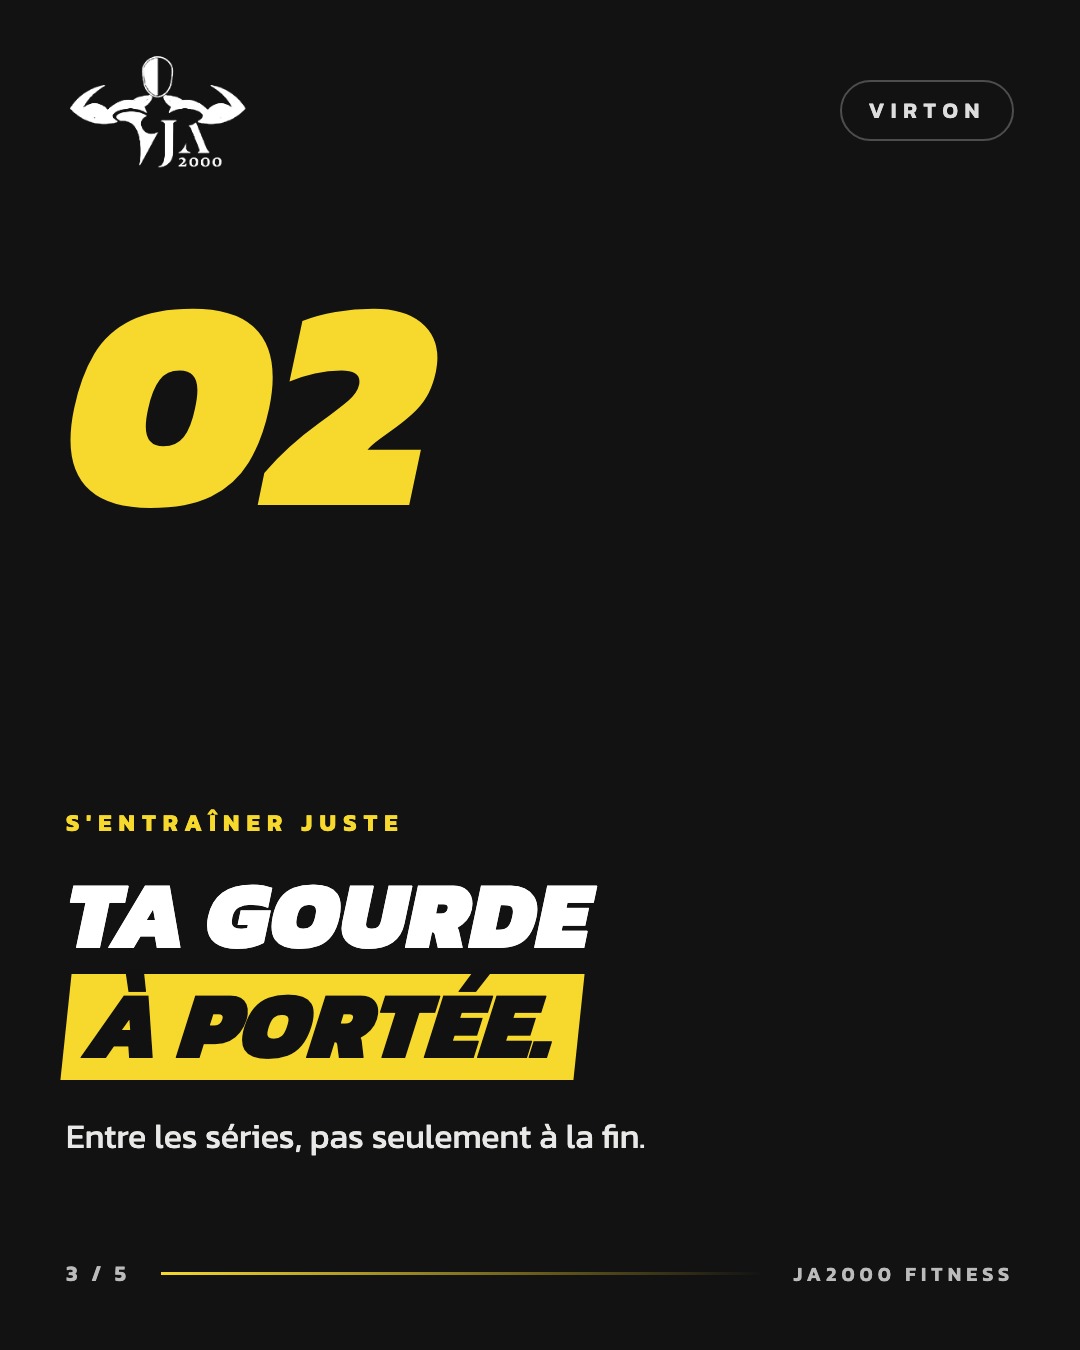 JA
2000
VIRTON
02
S'ENTRAÎNER JUSTE
TA GOURDE
À PORTÉE.
Entre les séries, pas seulement à la fin.
3 / 5
JA2000 FITNESS